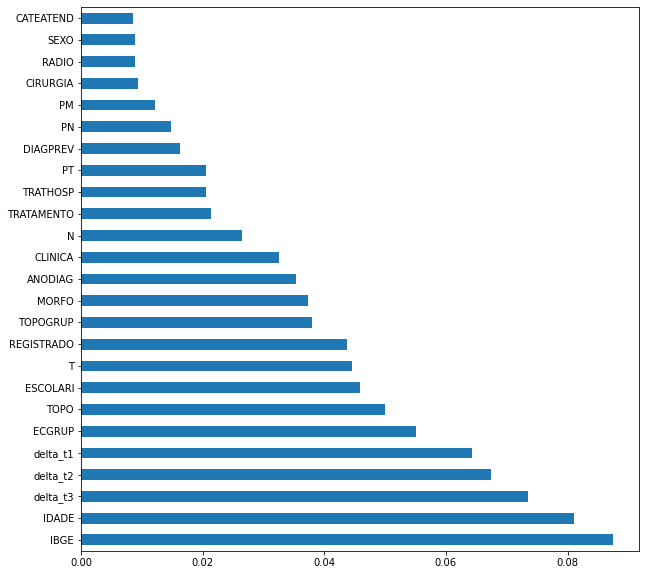 CATEATEND
SEXO
RADIO
CIRURGIA
PM
PN
DIAGPREV
PT
TRATHOSP
TRATAMENTO
N
CLINICA
ANODIAG
MORFO
TOPOGRUP
REGISTRADO
T
ESCOLARI
TOPO
ECGRUP
delta_t1
delta_t2
delta_t3
IDADE
IBGE
0.00 0.02 0.04 0.06 0.08